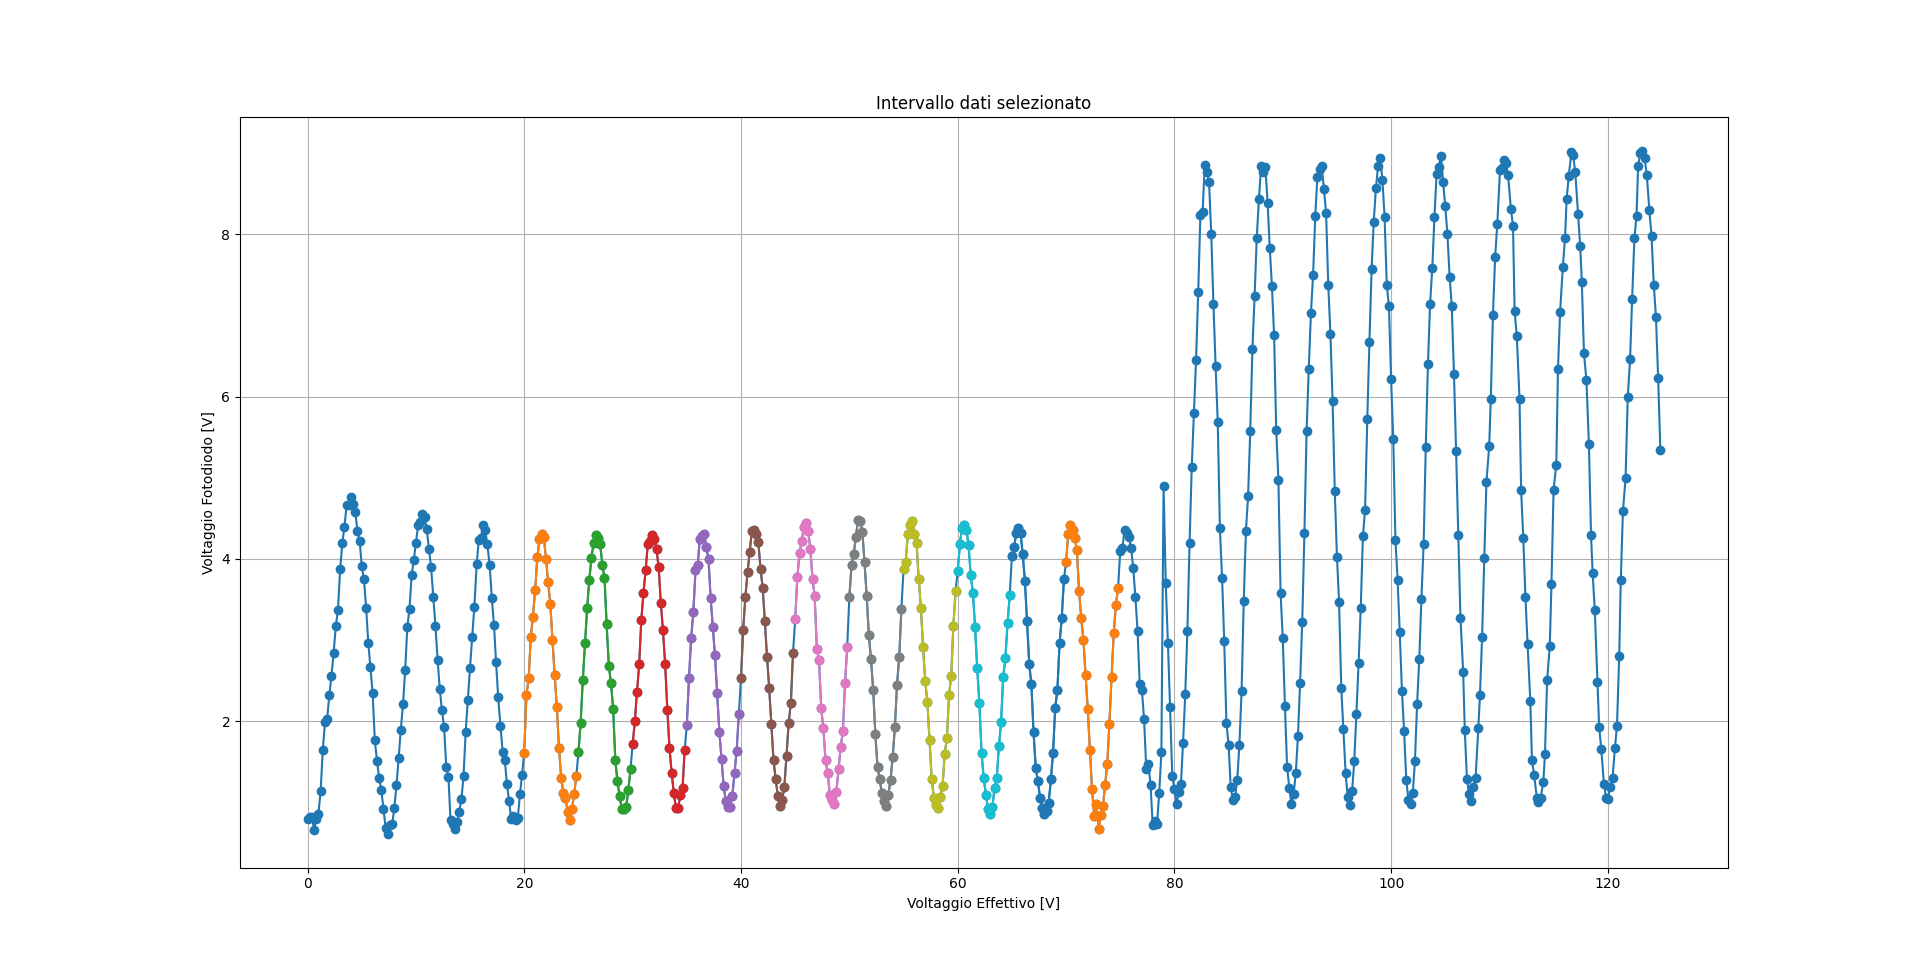 Intervallo dati selezionato
Voltaggio Fotodiodo [V]
8
6
4
2
0 20 40 60 80 100 120
Voltaggio Effettivo [V]